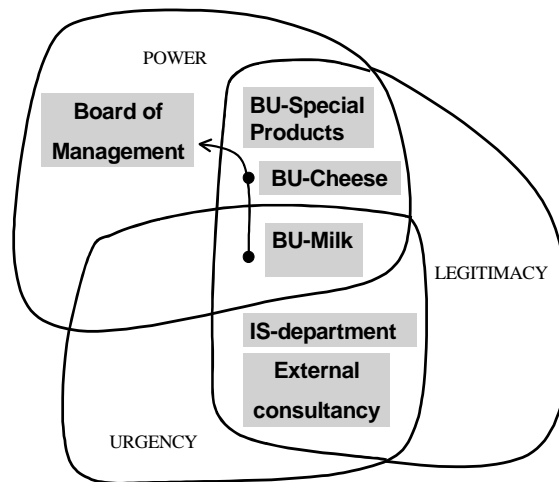 POWER
Board of
Management
BU-Special
Products
BU-Cheese
BU-Milk
LEGITIMACY
IS-department
External
consultancy
URGENCY